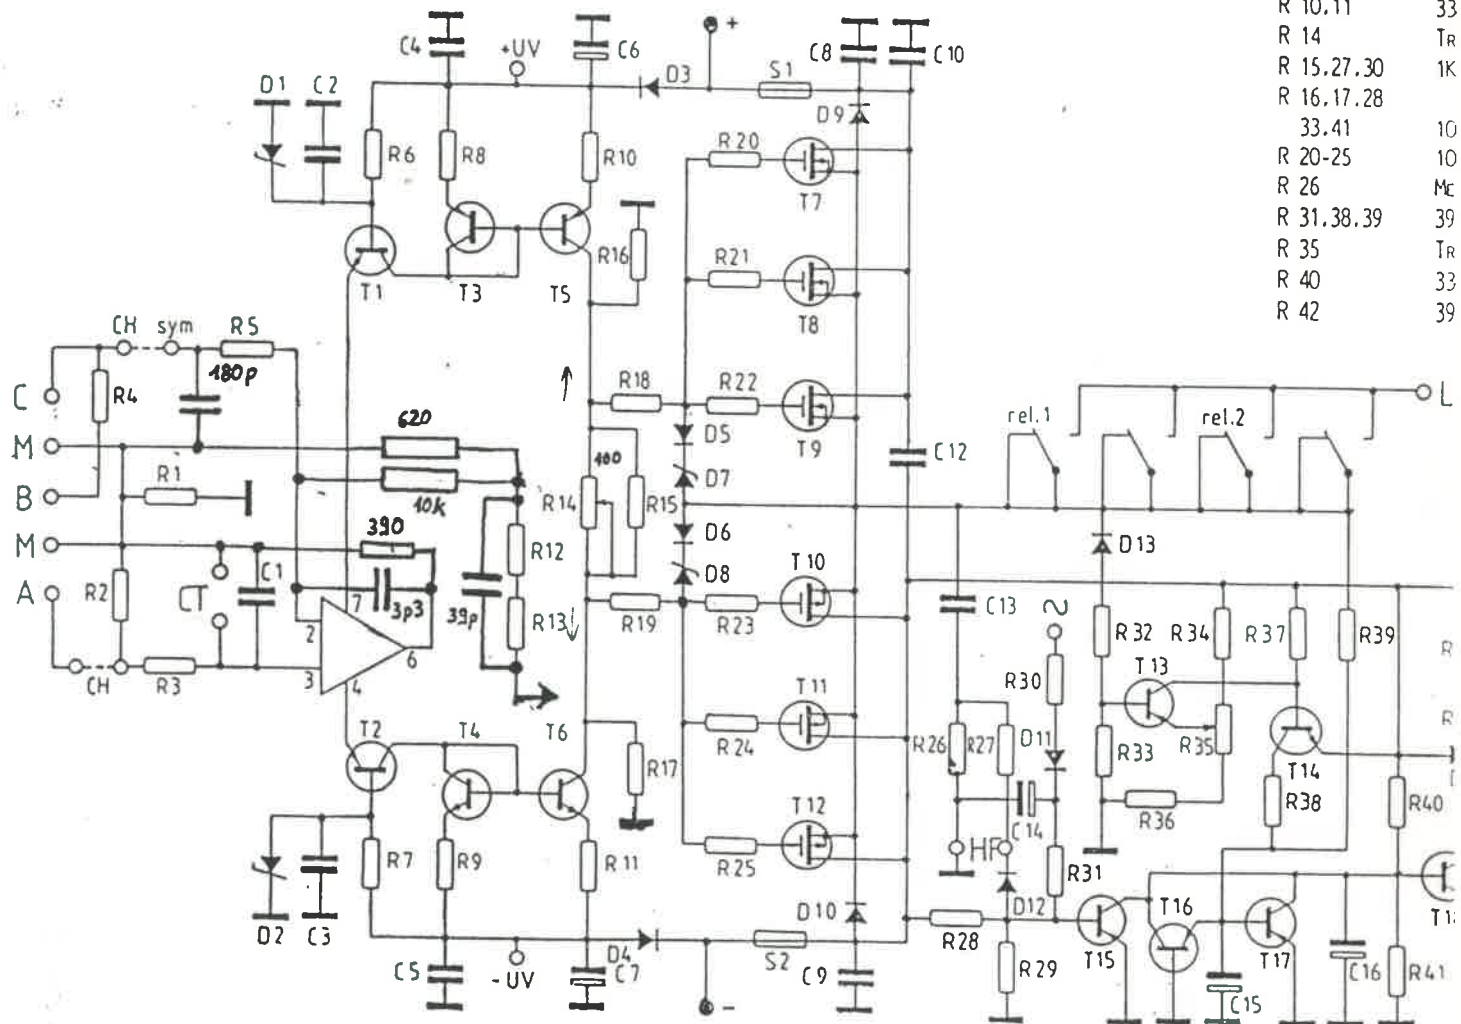 R 10.11 33
R 14 TR
R 15.27.30 1K
R 16.17.28
33.41 10
R 20-25 10
R 26 Me
R 31.38.39 39
R 35 TR
R 40 33
R 42 39
C4 +UV C6 + C8 C10
D3 S1
D1 C2 D9
R6 R8 R10 R20
T7
R16 R21
T1 T3 T5 T8
CH sym R5
180p
C R4 R18 R22
620 rel.1 rel.2 L
M D5 T9 C12
R1 100 D7
B 10k R14 R15
390 D6
M R12 D13
C1 D8 T10
A R2 CT 3p3 39p
7 C13
2 R13 R19 R23 R32 R34 R37 R39
3 6 T13
CH R3 4 R30
T11
T2 T4 T6 R26 R27 D11 R33 R35
R24 T14
R17 R38 R40
T12 C14 R36
HF
R7 R9 R11 R25 R31
D10 D12 T16
D2 C3 R28 T15 T17
D4 S2
C5 -UV C7 C9 R29 C16 R41
C15
-